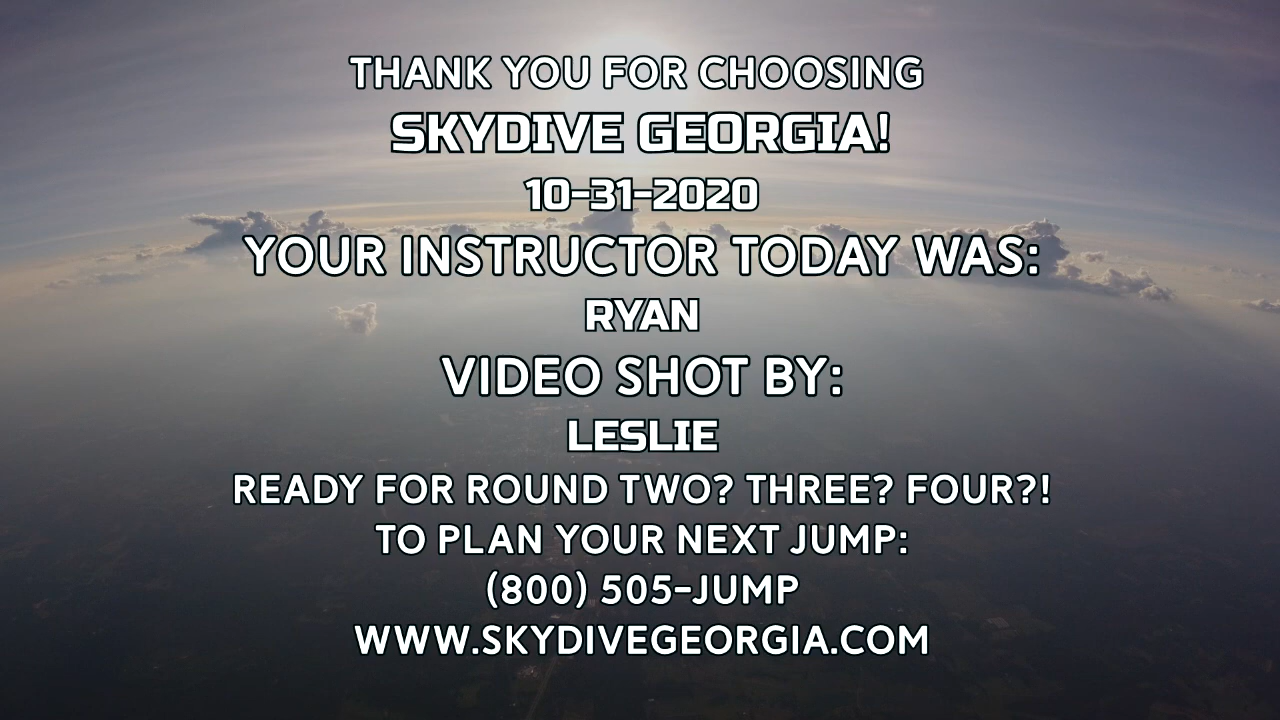 THANK YOU FOR CHOOSING
SKYDIVE GEORGIA!
10-31-2020
YOUR INSTRUCTOR TODAY WAS:
RYAN
VIDEO SHOT BY:
LESLIE
READY FOR ROUND TWO? THREE? FOUR?!
TO PLAN YOUR NEXT JUMP:
(800) 505-JUMP
WWW.SKYDIVEGEORGIA.COM